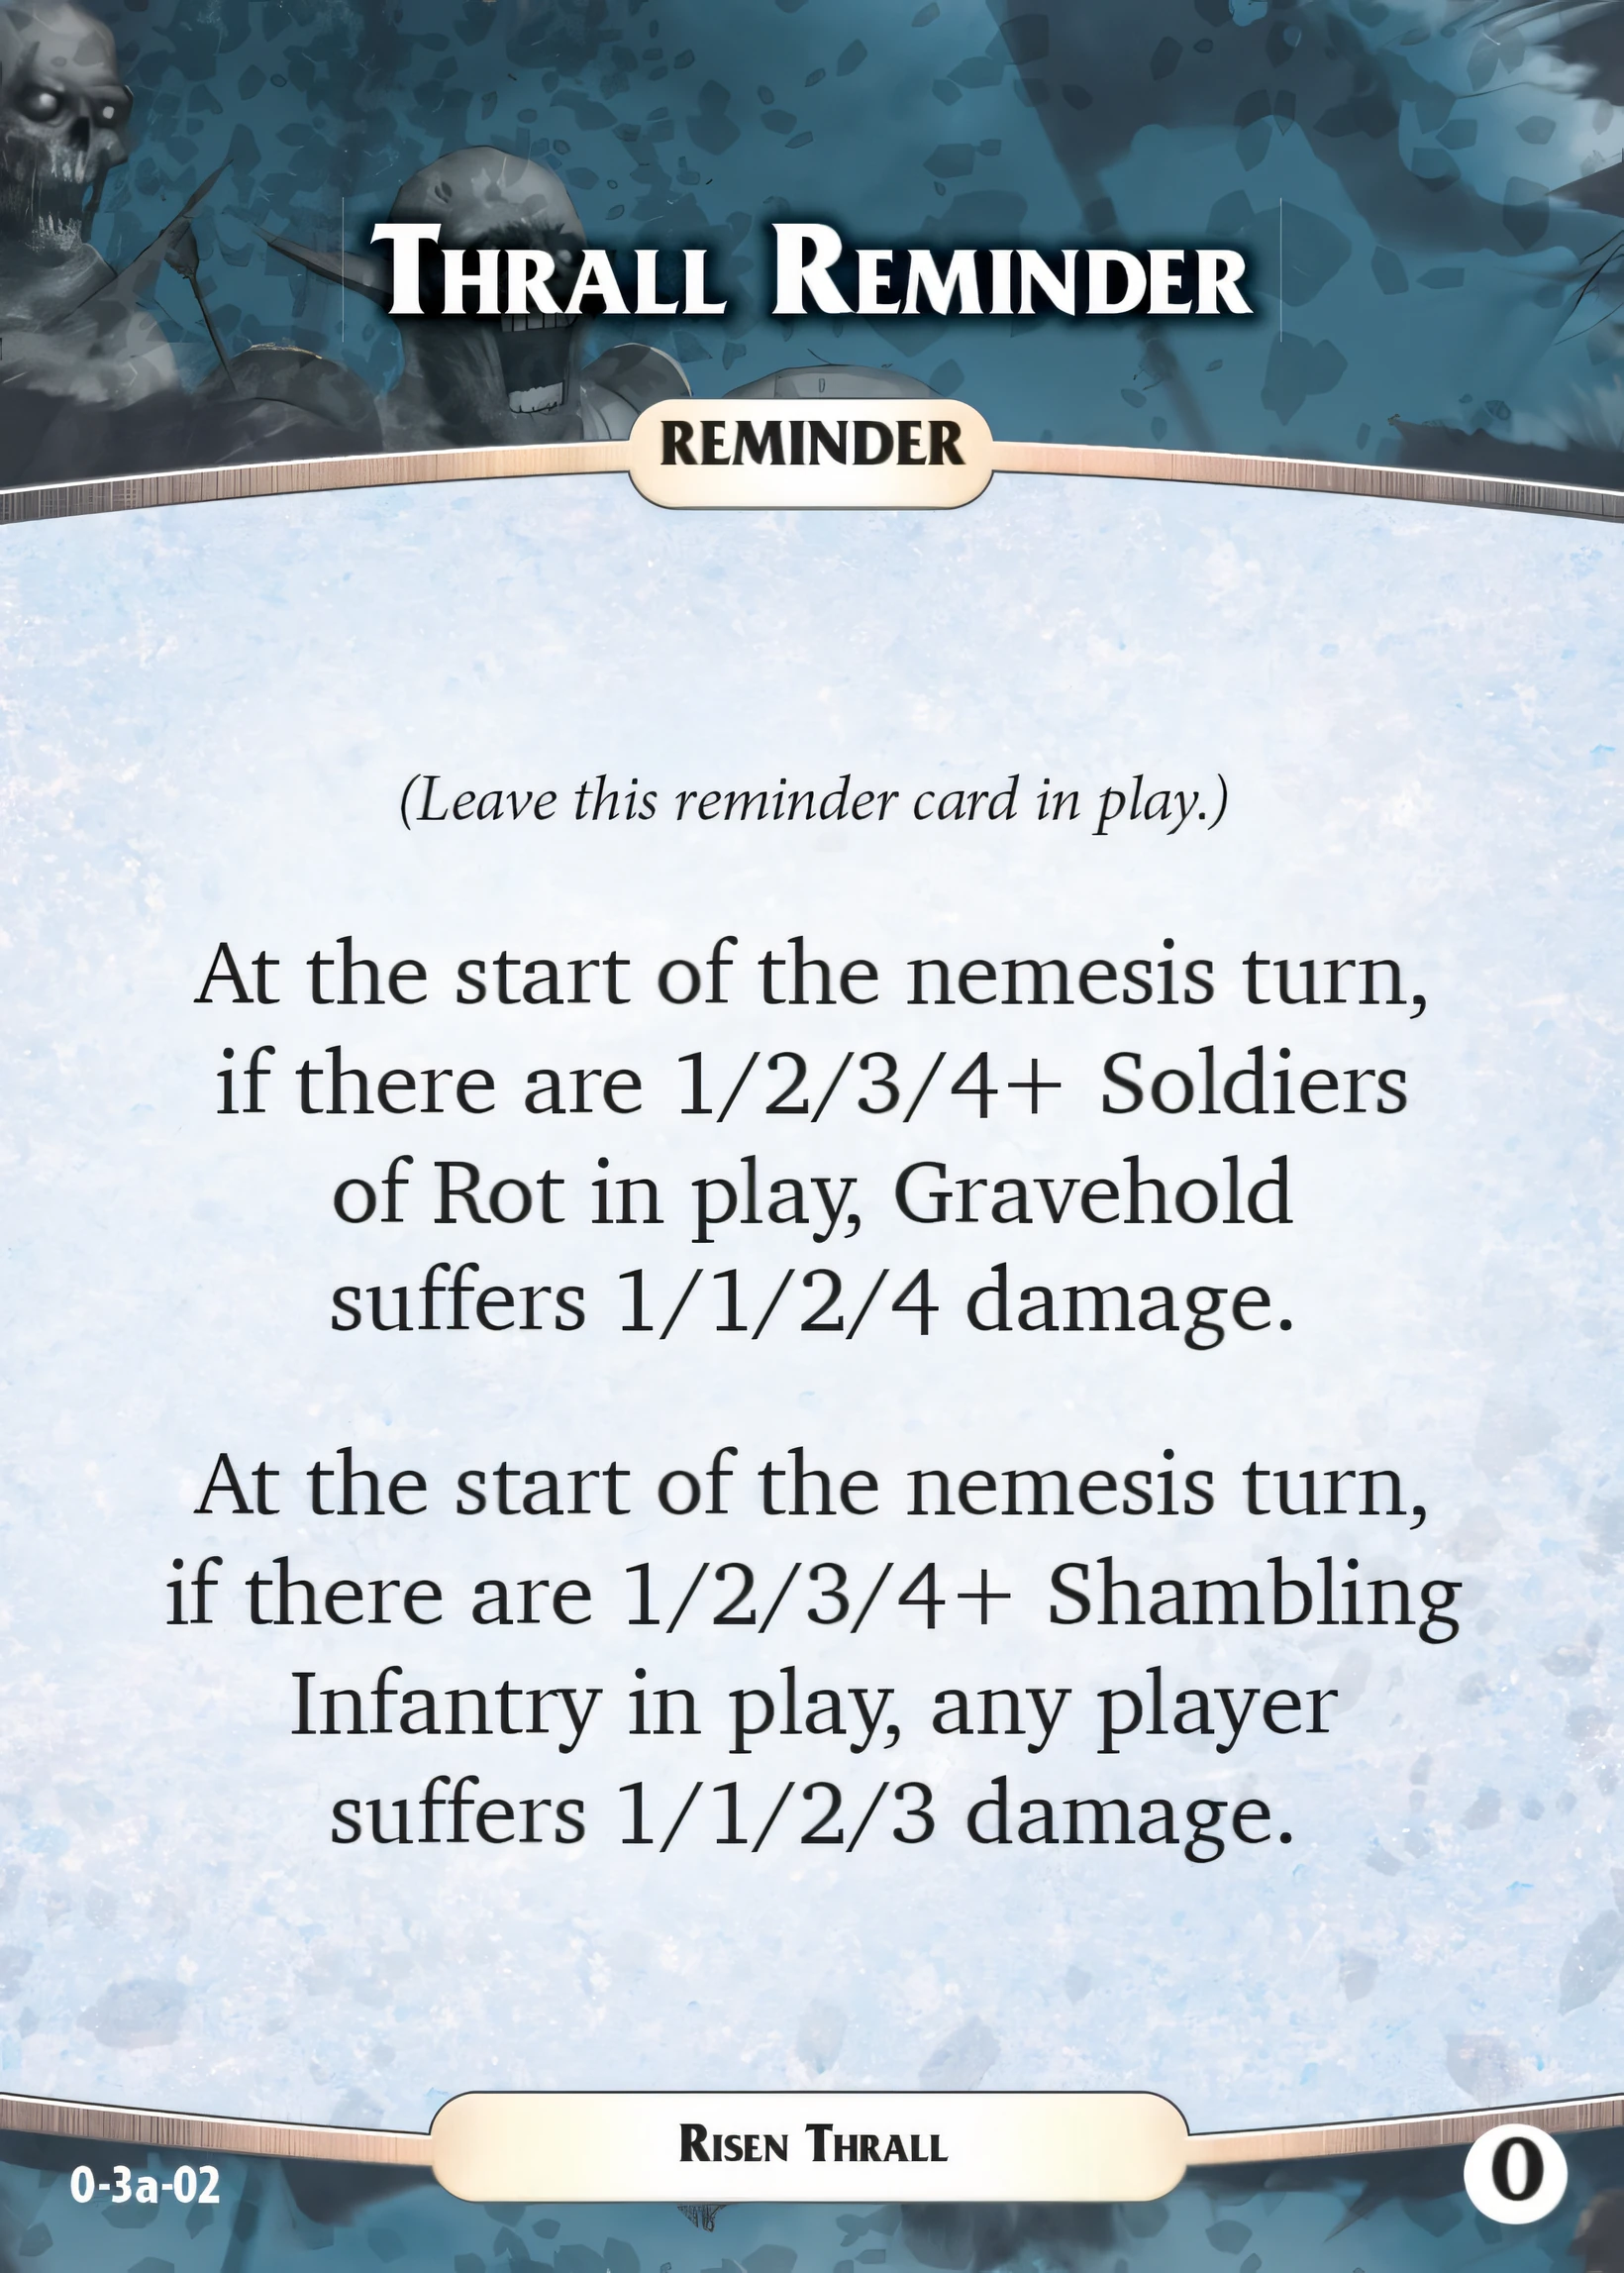 Thrall Reminder
REMINDER
(Leave this reminder card in play.)
At the start of the nemesis turn,
if there are 1/2/3/4+ Soldiers
of Rot in play, Gravehold
suffers 1/1/2/4 damage.
At the start of the nemesis turn,
if there are 1/2/3/4+ Shambling
Infantry in play, any player
suffers 1/1/2/3 damage.
Risen Thrall
0-3a-02
0